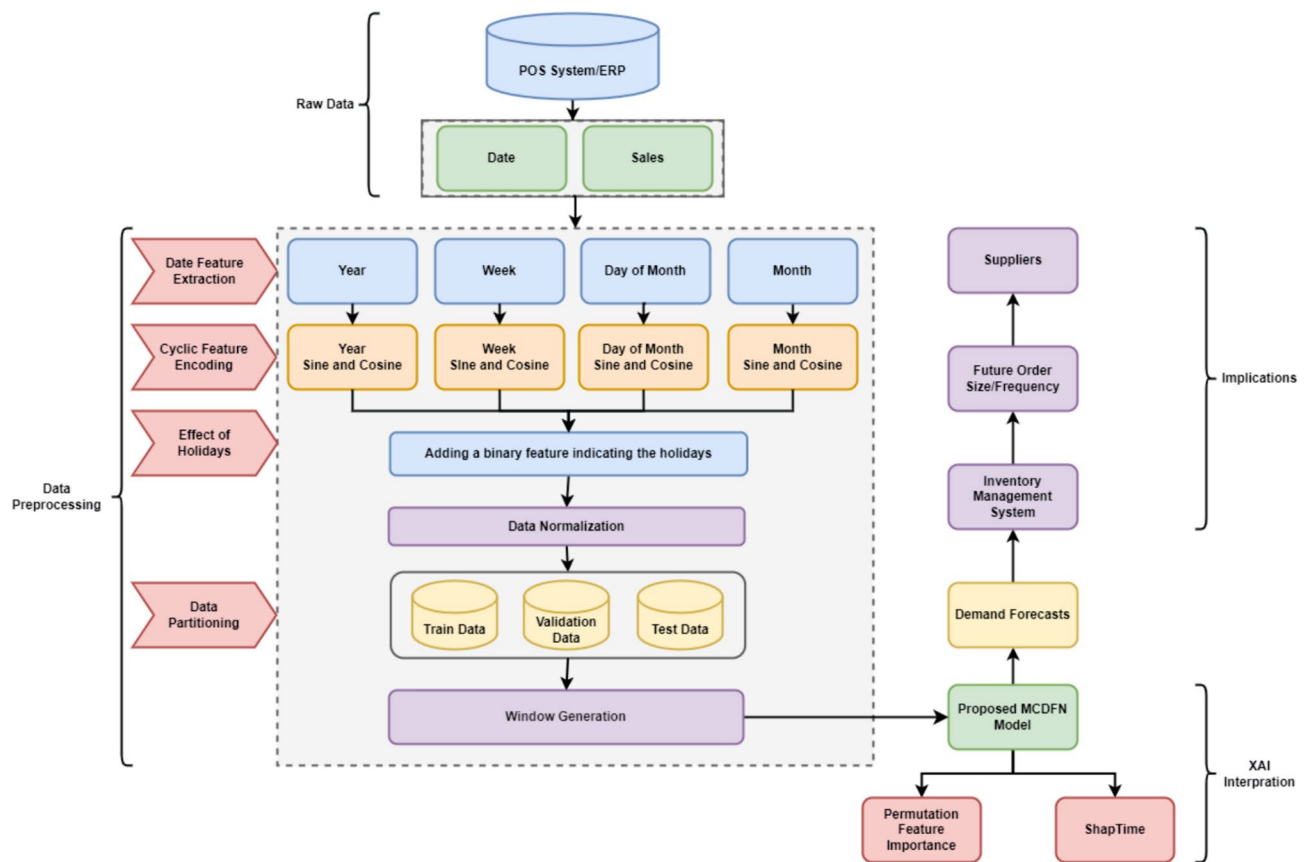 POS System/ERP
Raw Data
Date
Sales
Date Feature
Extraction
Year
Week
Day of Month
Month
Suppliers
Cyclic Feature
Encoding
Year
Sine and Cosine
Week
SIne and Cosine
Day of Month
Sine and Cosine
Month
Sine and Cosine
Future Order
Size/Frequency
Implications
Effect of
Holidays
Adding a binary feature indicating the holidays
Data
Preprocessing
Data Normalization
Inventory
Management
System
Data
Partitioning
Train Data
Validation
Data
Test Data
Demand Forecasts
Window Generation
Proposed MCDFN
Model
XAI
Interpration
Permutation
Feature
Importance
ShapTime